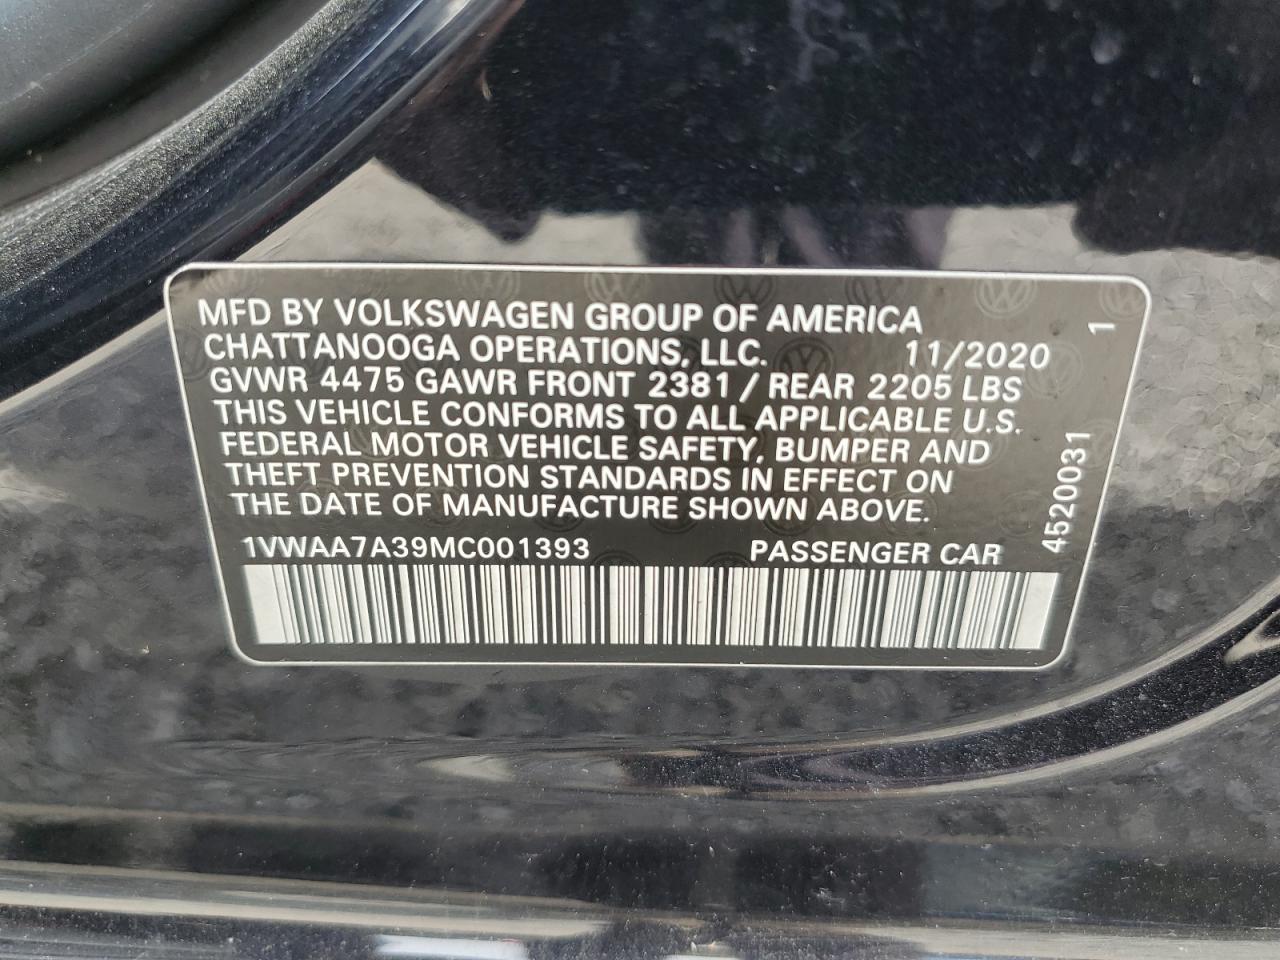 MFD BY VOLKSWAGEN GROUP OF AMERICA
CHATTANOOGA OPERATIONS, LLC. 11/2020
GVWR 4475 GAWR FRONT 2381 / REAR 2205 LBS
THIS VEHICLE CONFORMS TO ALL APPLICABLE U.S.
FEDERAL MOTOR VEHICLE SAFETY, BUMPER AND
THEFT PREVENTION STANDARDS IN EFFECT ON
THE DATE OF MANUFACTURE SHOWN ABOVE.
1VWAA7A39MC001393 PASSENGER CAR
4520031 1